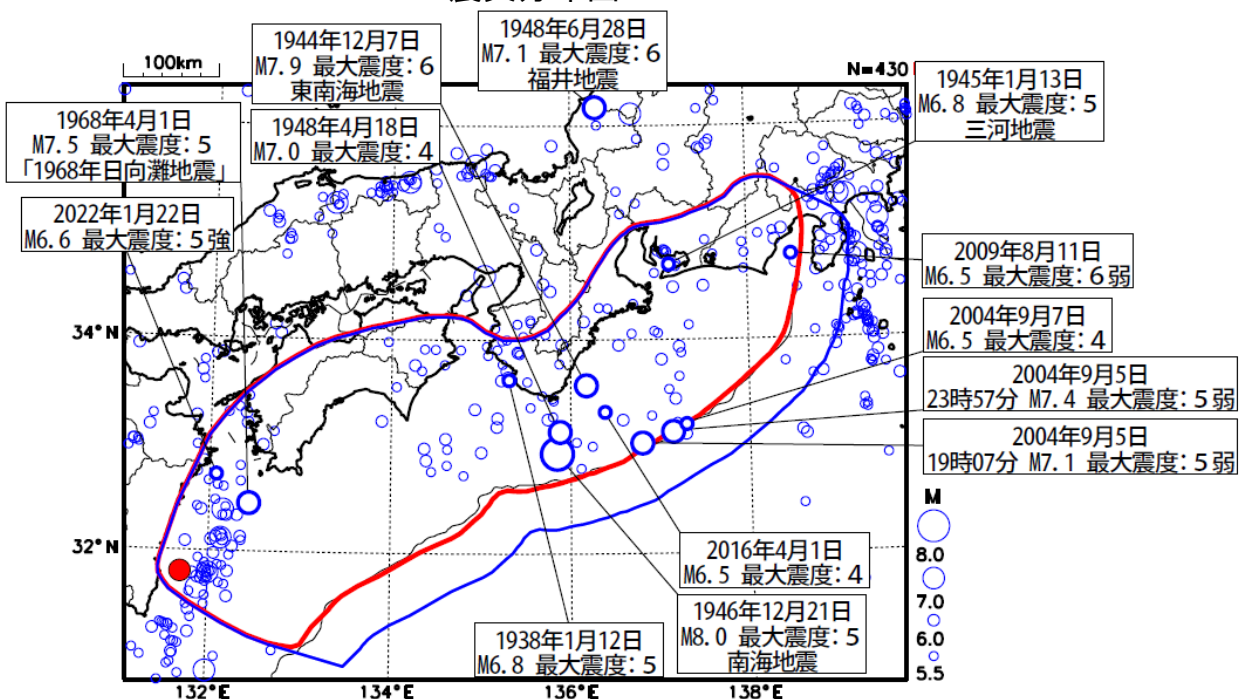 100km
N=430
1944年12月7日
M7.9 最大震度:6
東南海地震
1948年6月28日
M7.1 最大震度:6
福井地震
1945年1月13日
M6.8 最大震度:5
三河地震
1968年4月1日
M7.5 最大震度:5
「1968年日向灘地震」
1948年4月18日
M7.0 最大震度:4
2022年1月22日
M6.6 最大震度:5強
2009年8月11日
M6.5 最大震度:6弱
2004年9月7日
M6.5 最大震度:4
2004年9月5日
23時57分 M7.4 最大震度:5弱
2004年9月5日
19時07分 M7.1 最大震度:5弱
2016年4月1日
M6.5 最大震度:4
1946年12月21日
M8.0 最大震度:5
南海地震
1938年1月12日
M6.8 最大震度:5
34°N
32°N
132°E
134°E
136°E
138°E
M
8.0
7.0
6.0
5.5